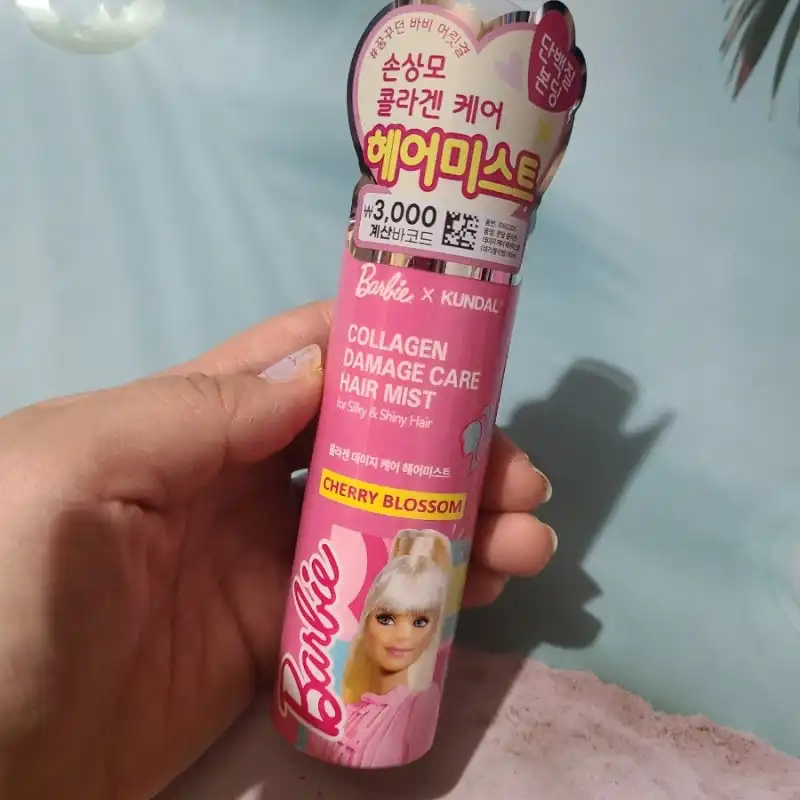 #꿈꾸던 바비 머릿결
단백질
듬뿍
손상모
콜라겐 케어
헤어미스트
₩3,000
계산바코드
Barbie × KUNDAL
COLLAGEN
DAMAGE CARE
HAIR MIST
for Silky & Shiny Hair
콜라겐 데미지 케어 헤어미스트
CHERRY BLOSSOM
Barbie